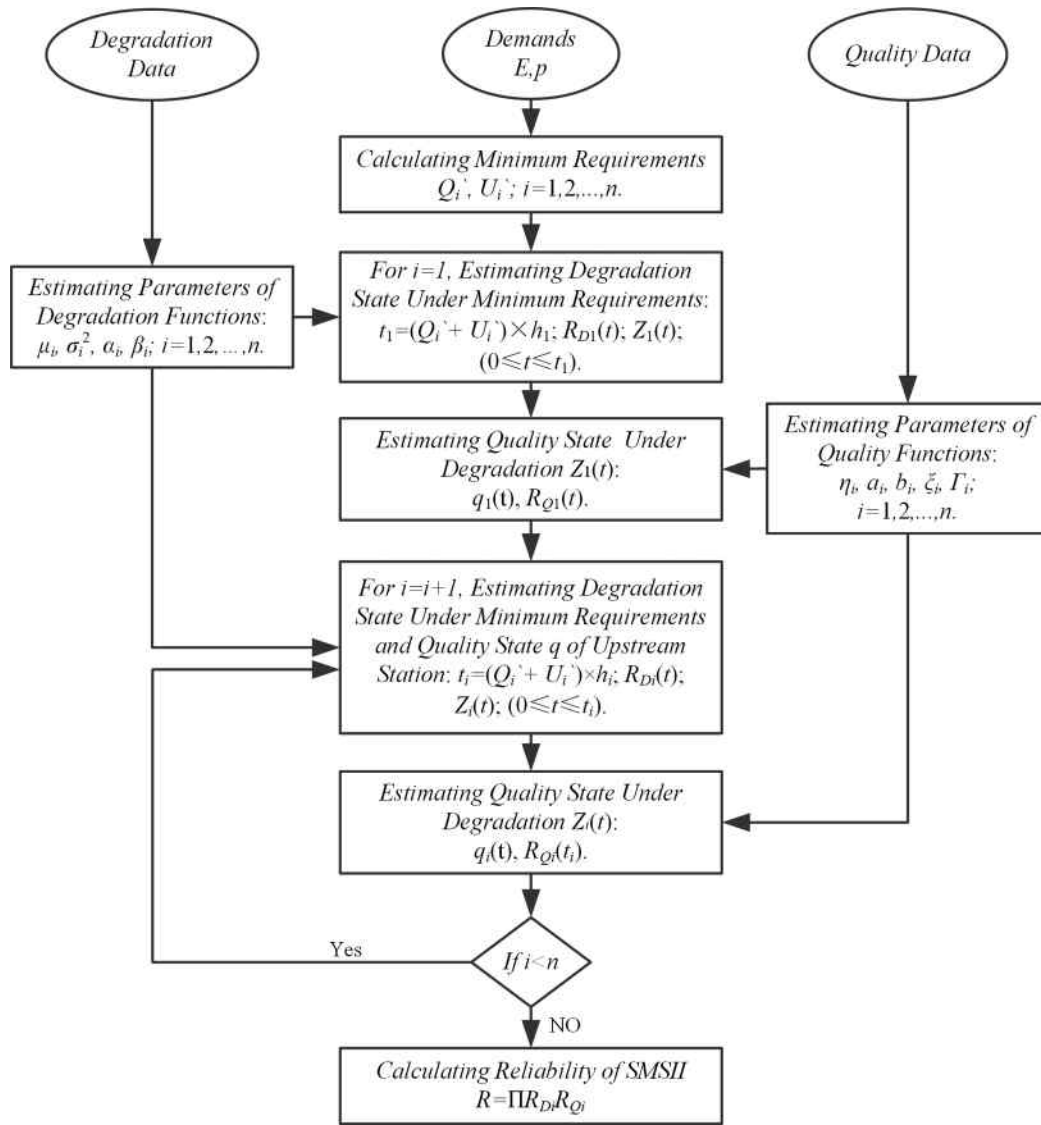 Degradation
Data
Demands
E,p
Quality Data
Calculating Minimum Requirements
Qi`, Ui`; i=1,2,...,n.
Estimating Parameters of
Degradation Functions:
μi, σi², αi, βi; i=1,2,...,n.
For i=1, Estimating Degradation
State Under Minimum Requirements:
t1=(Qi`+ Ui`)×h1; RD1(t); Z1(t);
(0≤t≤t1).
Estimating Quality State Under
Degradation Z1(t):
q1(t), RQ1(t).
Estimating Parameters of
Quality Functions:
ηi, ai, bi, ξi, Γi;
i=1,2,...,n.
For i=i+1, Estimating Degradation
State Under Minimum Requirements
and Quality State q of Upstream
Station: ti=(Qi`+ Ui`)×hi; RDi(t);
Zi(t); (0≤t≤ti).
Estimating Quality State Under
Degradation Zi(t):
qi(t), RQi(ti).
Yes
If i<n
NO
Calculating Reliability of SMSII
R=ΠRDiRQi